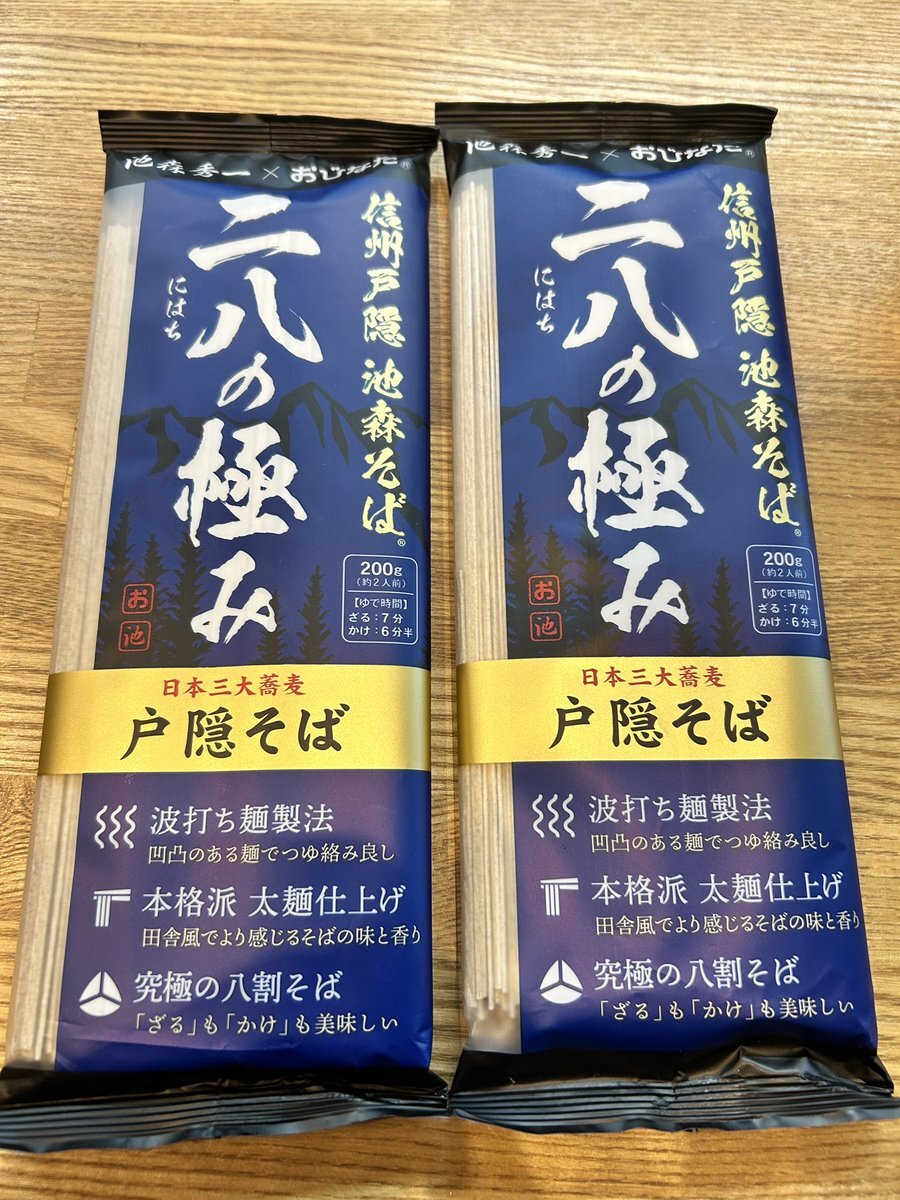 池森秀一×おびなた®
信州戸隠 池森そば®
二八の極み
にはち
200g
(約2人前)
【ゆで時間】
ざる:7分
かけ:6分半
お
池
日本三大蕎麦
戸隠そば
波打ち麺製法
凹凸のある麺でつゆ絡み良し
本格派 太麺仕上げ
田舎風でより感じるそばの味と香り
究極の八割そば
「ざる」も「かけ」も美味しい
池森秀一×おびなた®
信州戸隠 池森そば®
二八の極み
にはち
200g
(約2人前)
【ゆで時間】
ざる:7分
かけ:6分半
お
池
日本三大蕎麦
戸隠そば
波打ち麺製法
凹凸のある麺でつゆ絡み良し
本格派 太麺仕上げ
田舎風でより感じるそばの味と香り
究極の八割そば
「ざる」も「かけ」も美味しい